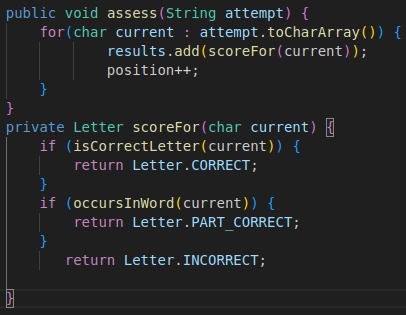 public void assess(String attempt) {
    for(char current : attempt.toCharArray()) {
            results.add(scoreFor(current));
            position++;
    }
}
private Letter scoreFor(char current) {
    if (isCorrectLetter(current)) {
        return Letter.CORRECT;
    }
    if (occursInWord(current)) {
        return Letter.PART_CORRECT;
    }
       return Letter.INCORRECT;

}